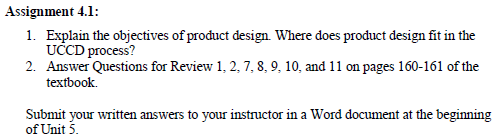 Assignment 4.1:
1. Explain the objectives of product design. Where does product design fit in the
UCCD process?
2. Answer Questions for Review 1, 2, 7, 8, 9, 10, and 11 on pages 160-161 of the
textbook.
Submit your written answers to your instructor in a Word document at the beginning
of Unit 5.